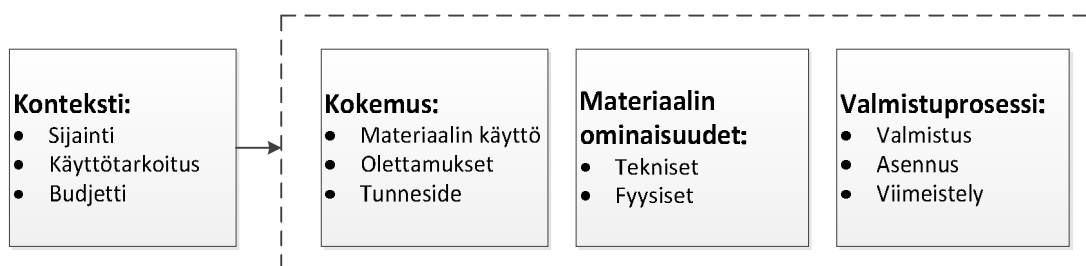 Konteksti:
• Sijainti
• Käyttötarkoitus
• Budjetti
Kokemus:
• Materiaalin käyttö
• Olettamukset
• Tunneside
Materiaalin
ominaisuudet:
• Tekniset
• Fyysiset
Valmistuprosessi:
• Valmistus
• Asennus
• Viimeistely